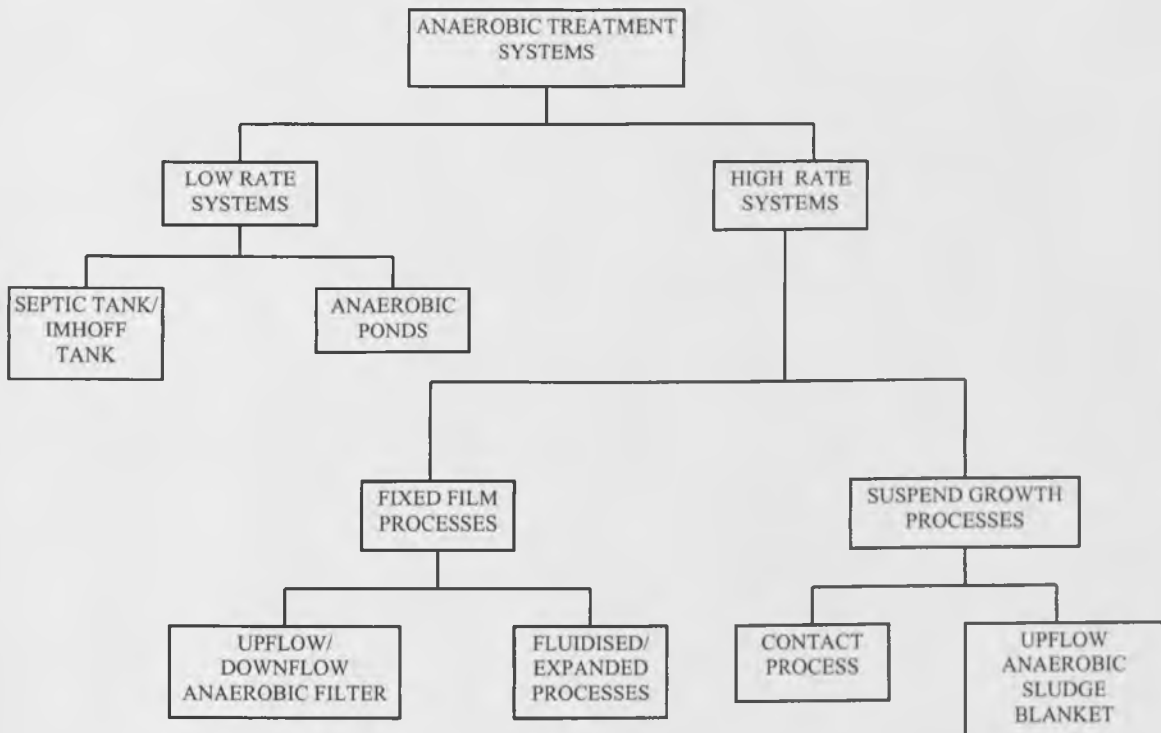 ANAEROBIC TREATMENT
SYSTEMS
LOW RATE
SYSTEMS
HIGH RATE
SYSTEMS
SEPTIC TANK/
IMHOFF
TANK
ANAEROBIC
PONDS
FIXED FILM
PROCESSES
SUSPEND GROWTH
PROCESSES
UPFLOW/
DOWNFLOW
ANAEROBIC FILTER
FLUIDISED/
EXPANDED
PROCESSES
CONTACT
PROCESS
UPFLOW
ANAEROBIC
SLUDGE
BLANKET